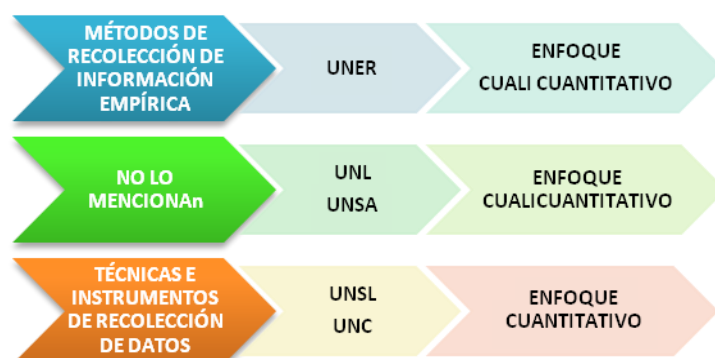 MÉTODOS DE
RECOLECCIÓN DE
INFORMACIÓN
EMPÍRICA
UNER
ENFOQUE
CUALI CUANTITATIVO
NO LO
MENCIONAn
UNL
UNSA
ENFOQUE
CUALICUANTITATIVO
TÉCNICAS E
INSTRUMENTOS
DE RECOLECCIÓN
DE DATOS
UNSL
UNC
ENFOQUE
CUANTITATIVO